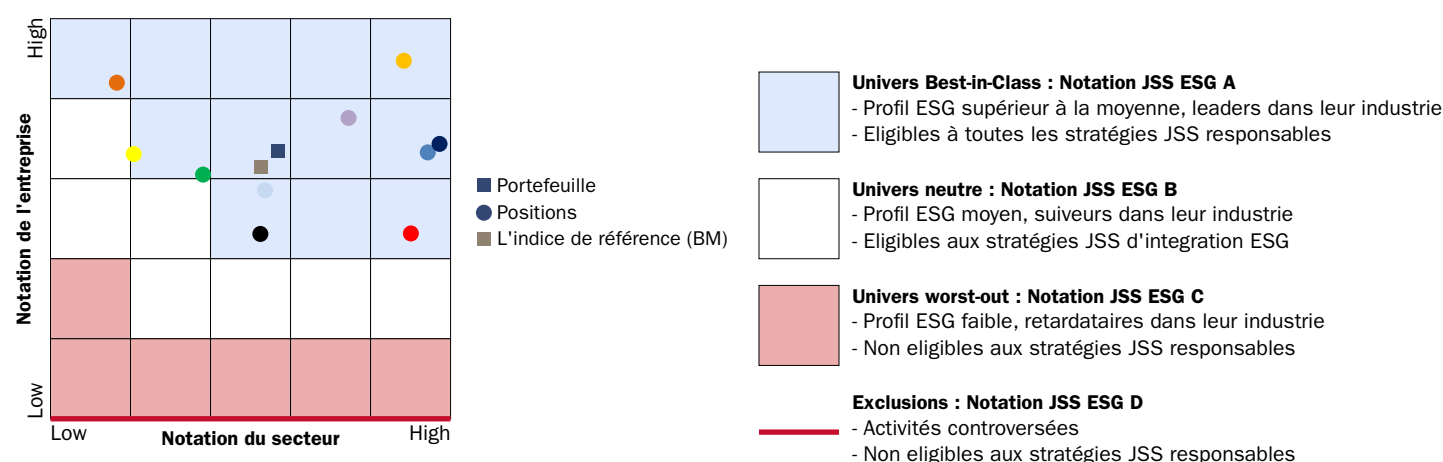 High
Notation de l'entreprise
Low
Low
Notation du secteur
High
Portefeuille
Positions
L'indice de référence (BM)
Univers Best-in-Class : Notation JSS ESG A
- Profil ESG supérieur à la moyenne, leaders dans leur industrie
- Eligibles à toutes les stratégies JSS responsables
Univers neutre : Notation JSS ESG B
- Profil ESG moyen, suiveurs dans leur industrie
- Eligibles aux stratégies JSS d'integration ESG
Univers worst-out : Notation JSS ESG C
- Profil ESG faible, retardataires dans leur industrie
- Non eligibles aux stratégies JSS responsables
Exclusions : Notation JSS ESG D
- Activités controversées
- Non eligibles aux stratégies JSS responsables